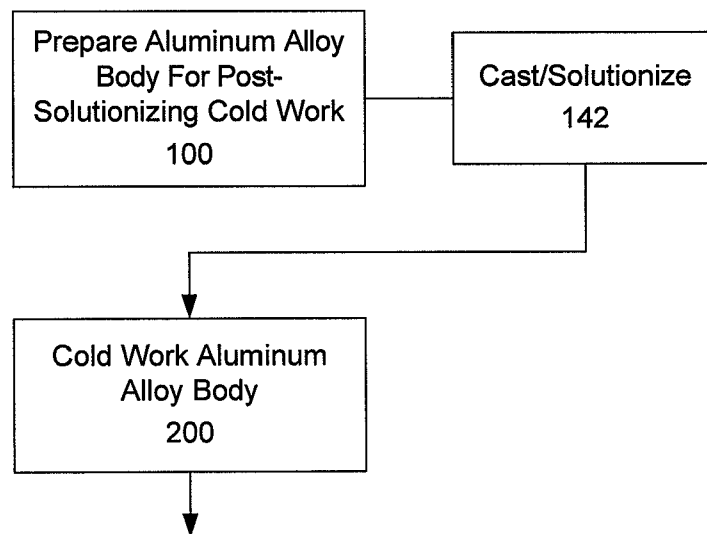 Prepare Aluminum Alloy
Body For Post-
Solutionizing Cold Work
100
Cast/Solutionize
142
Cold Work Aluminum
Alloy Body
200